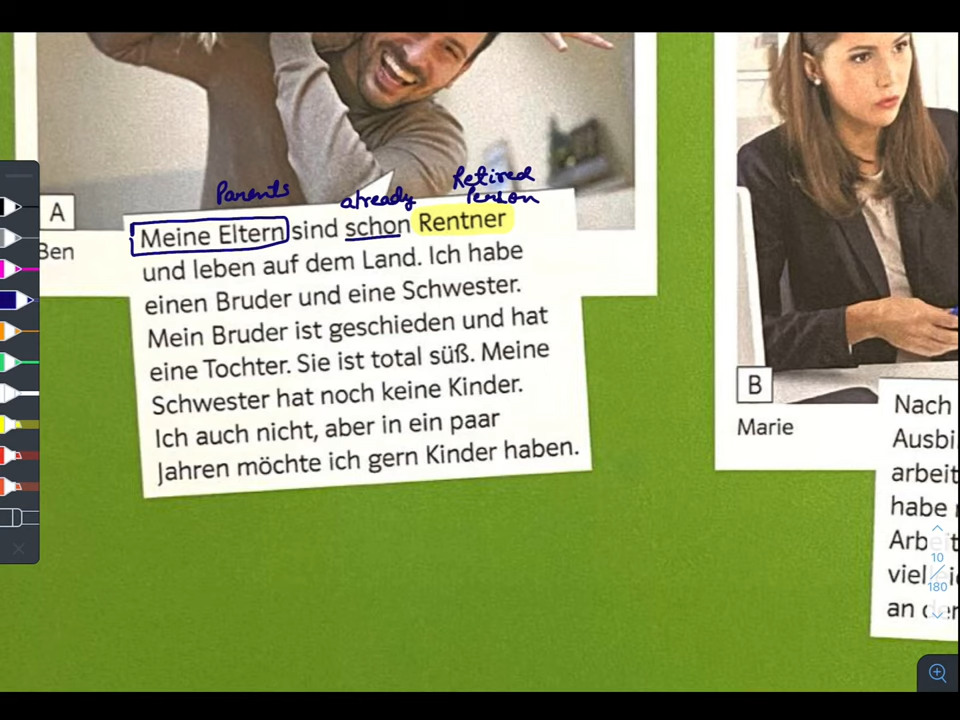 Parents already Retired
Person
A
Ben
Meine Eltern sind schon Rentner
und leben auf dem Land. Ich habe
einen Bruder und eine Schwester.
Mein Bruder ist geschieden und hat
eine Tochter. Sie ist total süß. Meine
Schwester hat noch keine Kinder.
Ich auch nicht, aber in ein paar
Jahren möchte ich gern Kinder haben.
B
Marie
Nach
Ausbi
arbeit
habe
Arbeit
viel
an der
10
180